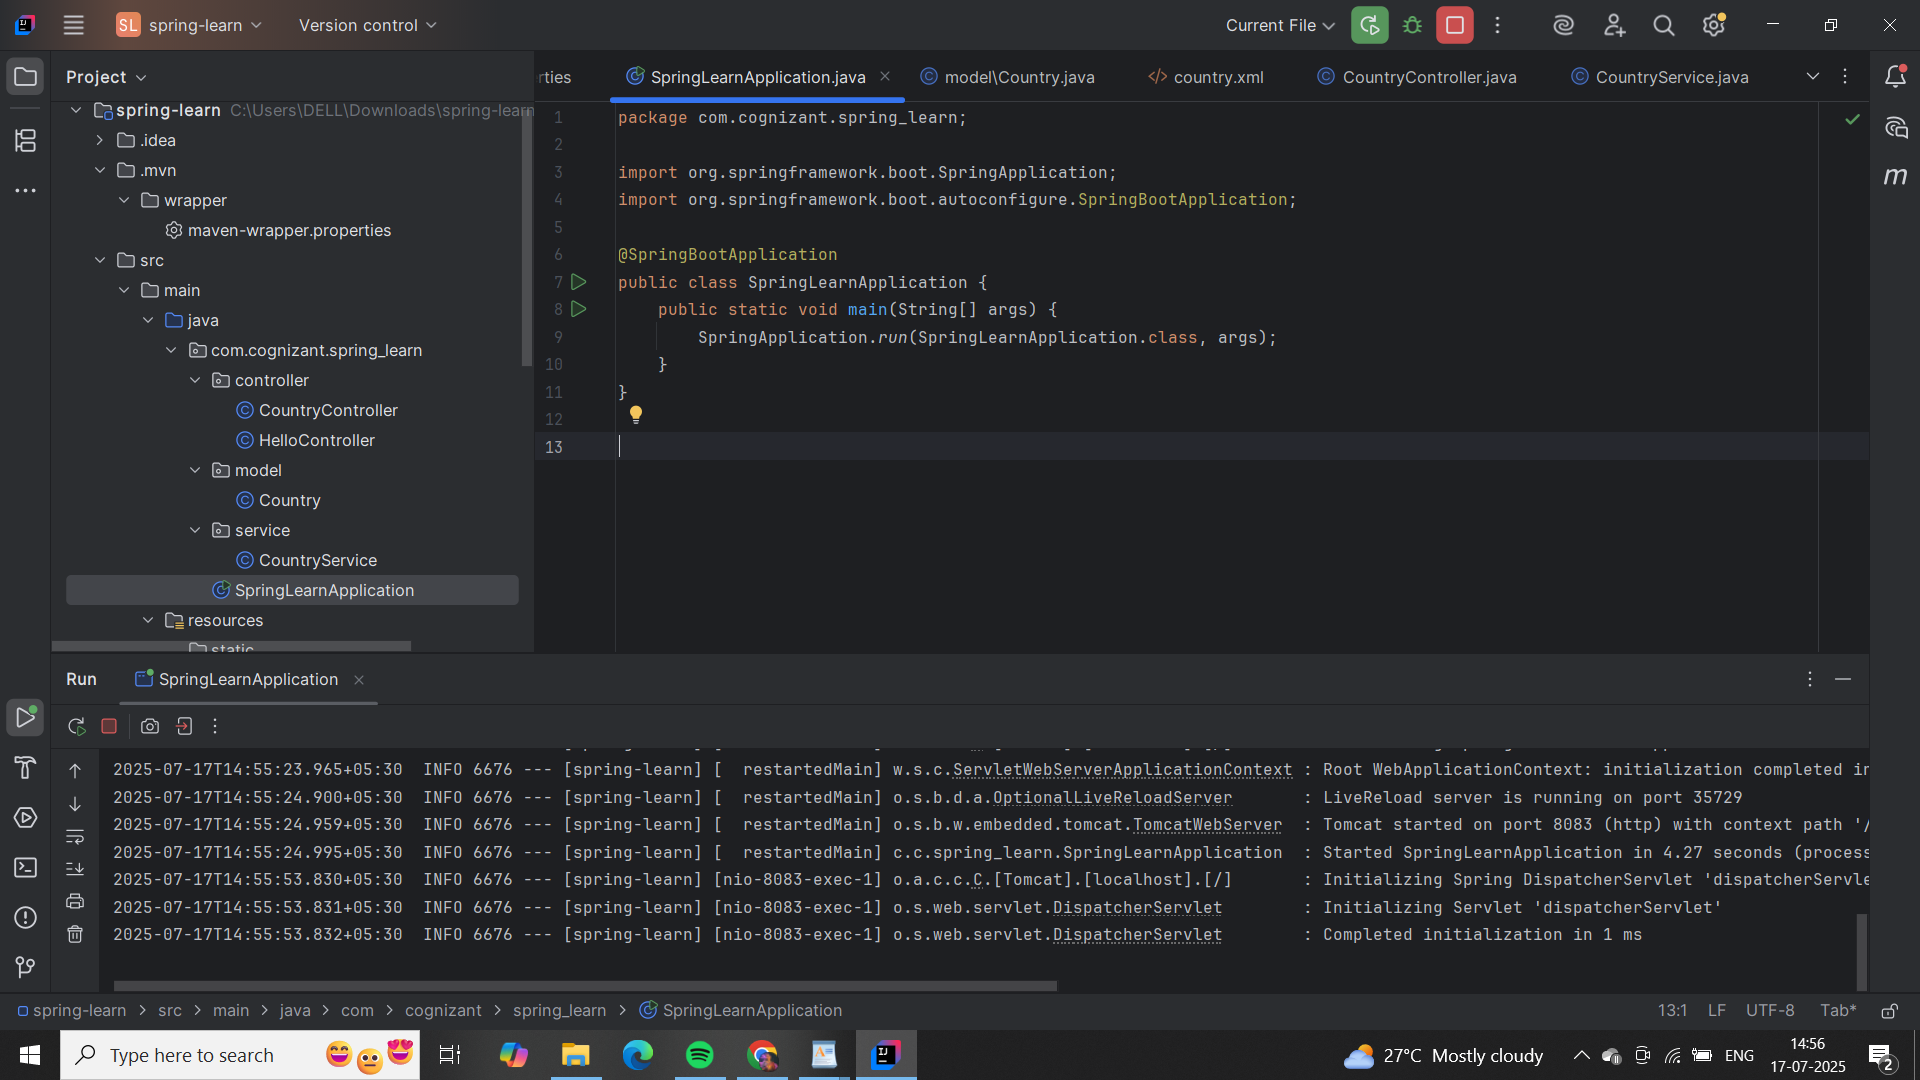 SL spring-learn Version control Current File
Project
spring-learn C:\Users\DELL\Downloads\spring-learn
.idea
.mvn
wrapper
maven-wrapper.properties
src
main
java
com.cognizant.spring_learn
controller
CountryController
HelloController
model
Country
service
CountryService
SpringLearnApplication
resources
static
rties SpringLearnApplication.java model\Country.java country.xml CountryController.java CountryService.java
1 package com.cognizant.spring_learn;
2
3 import org.springframework.boot.SpringApplication;
4 import org.springframework.boot.autoconfigure.SpringBootApplication;
5
6 @SpringBootApplication
7 public class SpringLearnApplication {
8 public static void main(String[] args) {
9 SpringApplication.run(SpringLearnApplication.class, args);
10 }
11 }
12
13
m
Run SpringLearnApplication
2025-07-17T14:55:23.965+05:30 INFO 6676 --- [spring-learn] [ restartedMain] w.s.c.ServletWebServerApplicationContext : Root WebApplicationContext: initialization completed in
2025-07-17T14:55:24.900+05:30 INFO 6676 --- [spring-learn] [ restartedMain] o.s.b.d.a.OptionalLiveReloadServer : LiveReload server is running on port 35729
2025-07-17T14:55:24.959+05:30 INFO 6676 --- [spring-learn] [ restartedMain] o.s.b.w.embedded.tomcat.TomcatWebServer : Tomcat started on port 8083 (http) with context path '/
2025-07-17T14:55:24.995+05:30 INFO 6676 --- [spring-learn] [ restartedMain] c.c.spring_learn.SpringLearnApplication : Started SpringLearnApplication in 4.27 seconds (process
2025-07-17T14:55:53.830+05:30 INFO 6676 --- [spring-learn] [nio-8083-exec-1] o.a.c.c.C.[Tomcat].[localhost].[/] : Initializing Spring DispatcherServlet 'dispatcherServle
2025-07-17T14:55:53.831+05:30 INFO 6676 --- [spring-learn] [nio-8083-exec-1] o.s.web.servlet.DispatcherServlet : Initializing Servlet 'dispatcherServlet'
2025-07-17T14:55:53.832+05:30 INFO 6676 --- [spring-learn] [nio-8083-exec-1] o.s.web.servlet.DispatcherServlet : Completed initialization in 1 ms
spring-learn > src > main > java > com > cognizant > spring_learn > SpringLearnApplication 13:1 LF UTF-8 Tab*
Type here to search 27°C Mostly cloudy ENG 14:56
17-07-2025 2